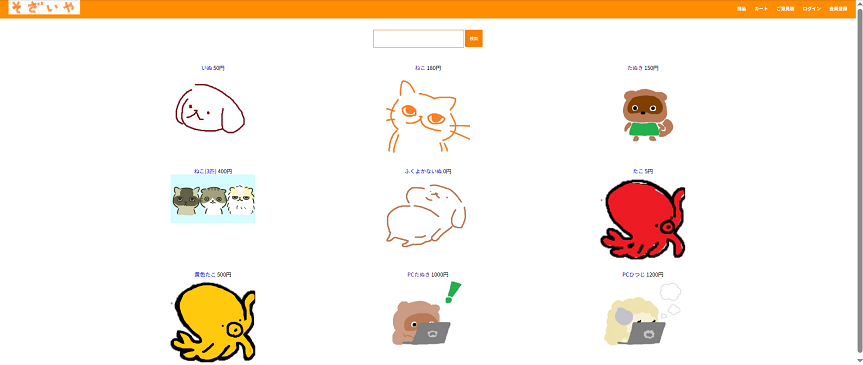 そざいや
商品 カート ご意見版 ログイン 会員登録
検索
いぬ 50円
ねこ 180円
たぬき 150円
ねこ(3匹) 400円
ふくよかないぬ 0円
たこ 5円
黄色たこ 500円
PCたぬき 1000円
PCひつじ 1200円